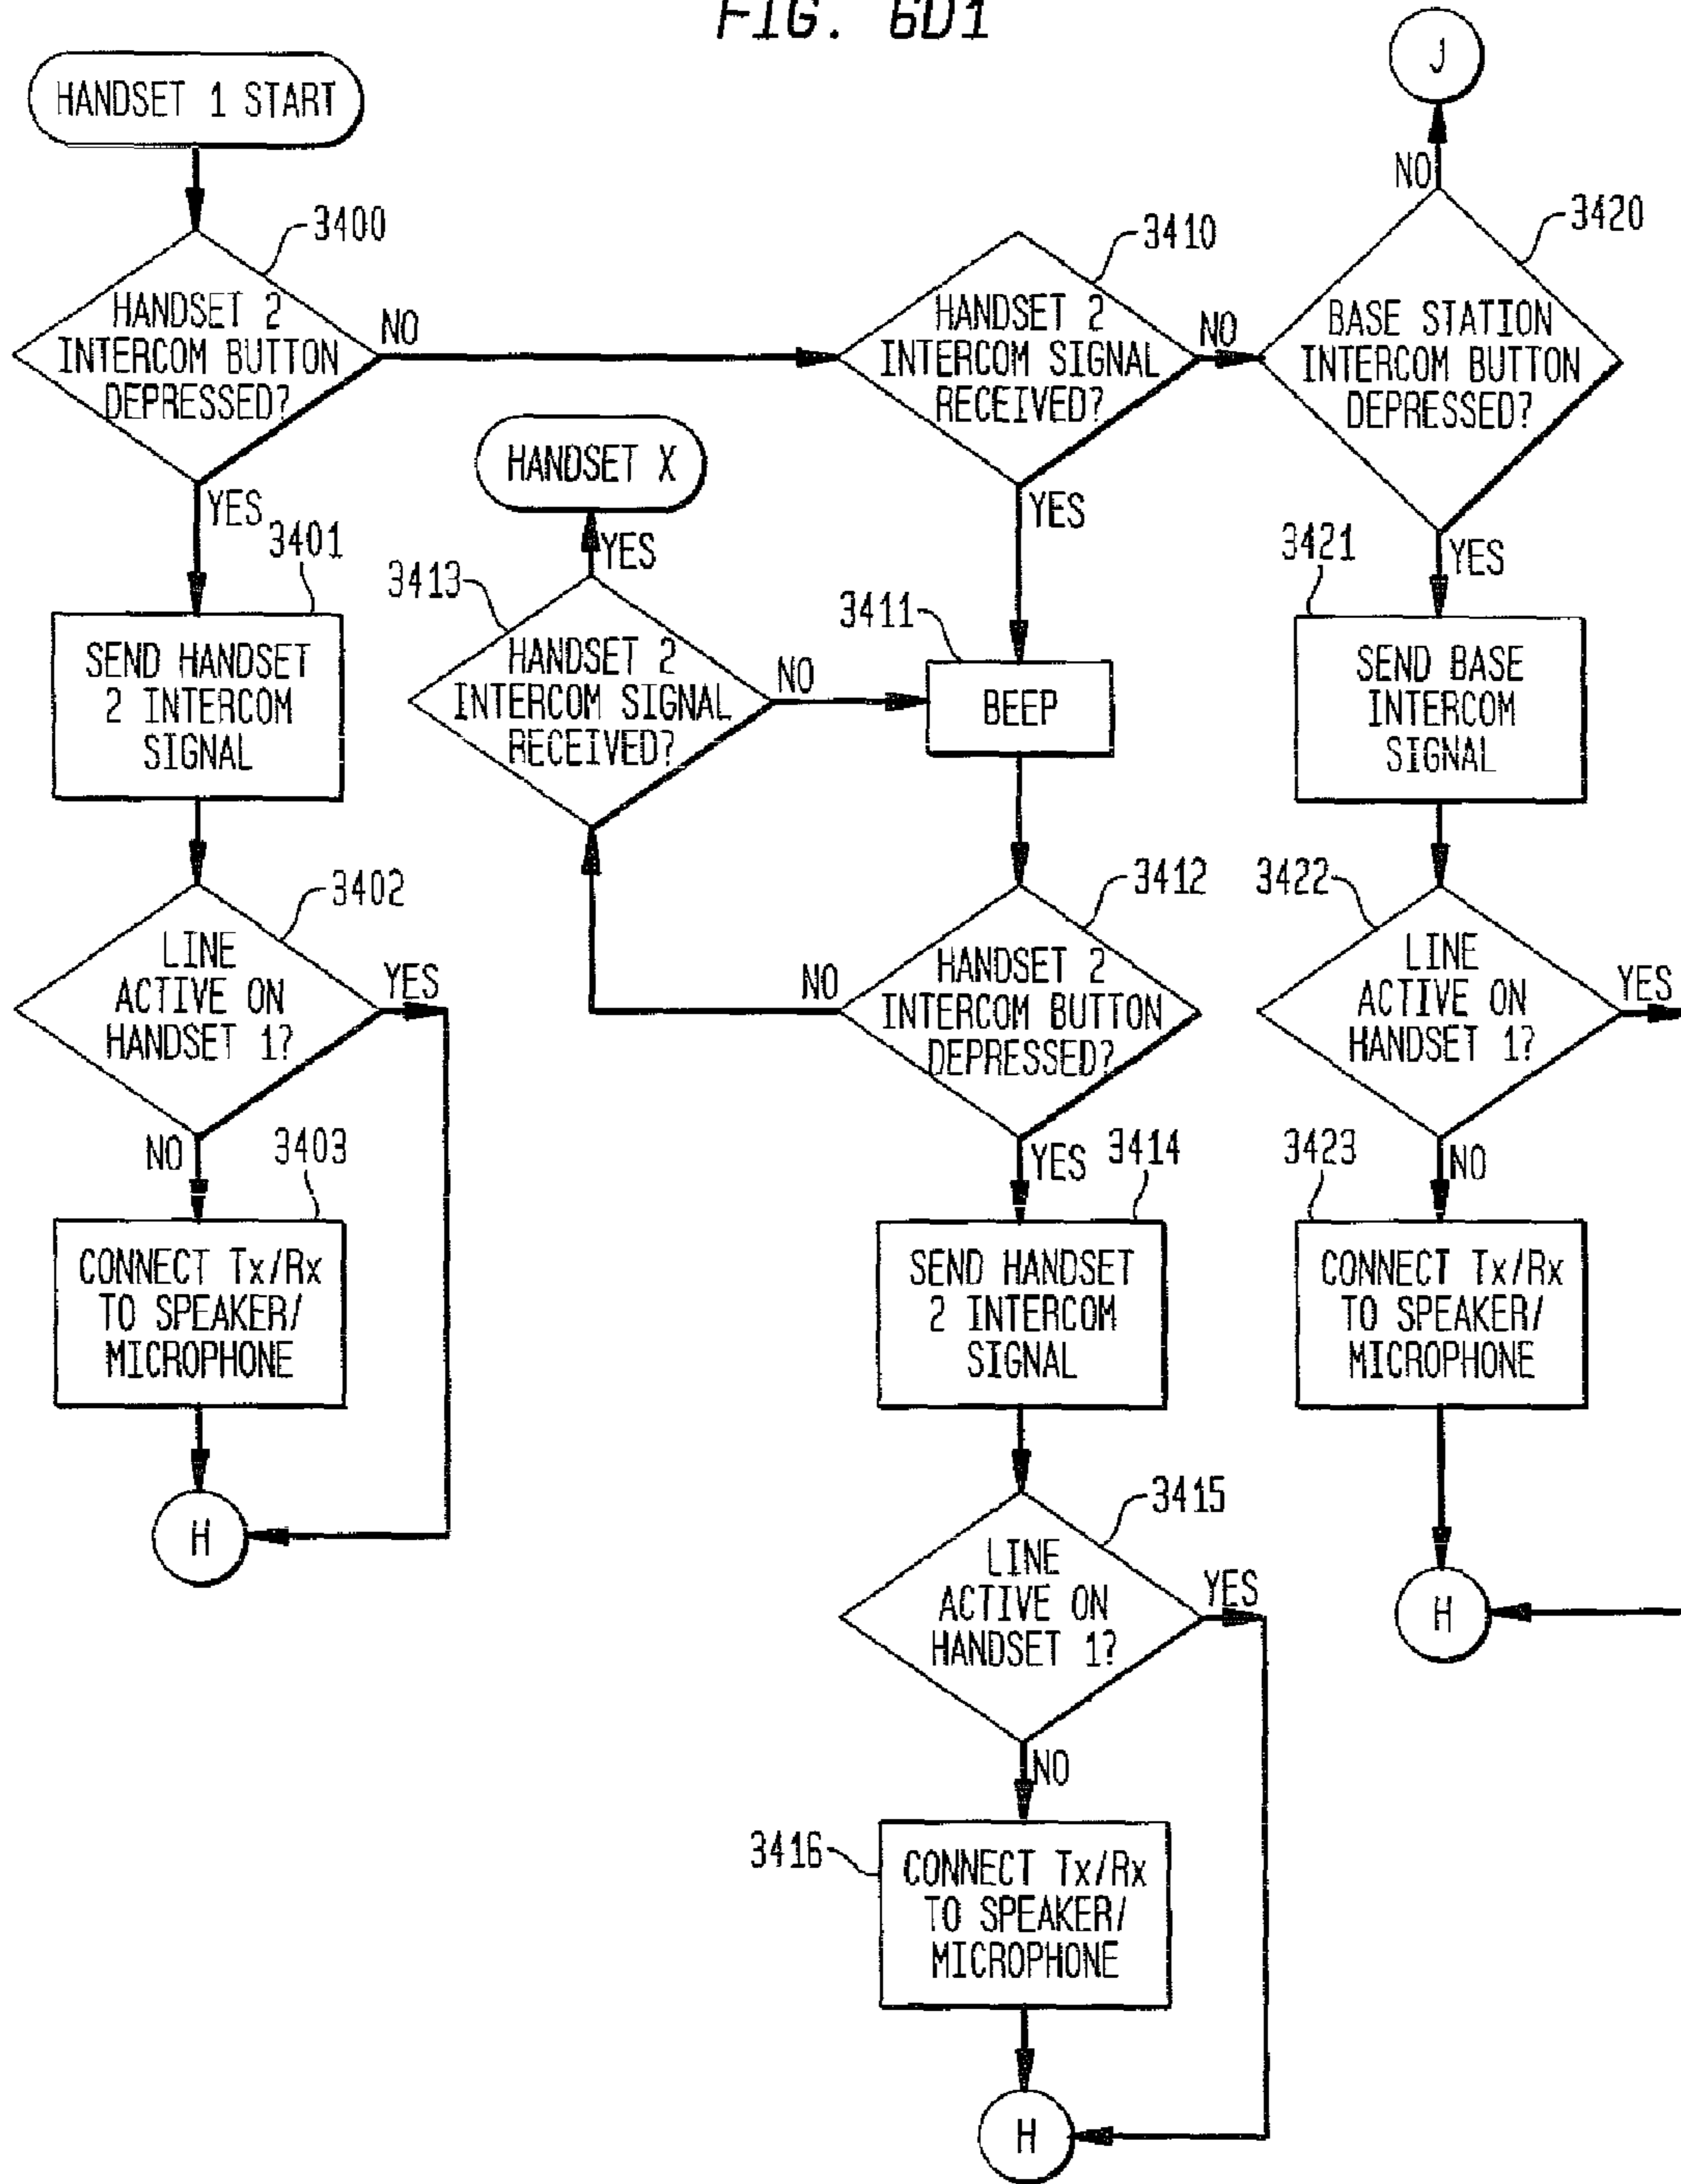 FIG. 6D1
HANDSET 1 START
3400
HANDSET 2
INTERCOM BUTTON
DEPRESSED?
NO
YES
3401
SEND HANDSET
2 INTERCOM
SIGNAL
3402
LINE
ACTIVE ON
HANDSET 1?
YES
NO
3403
CONNECT Tx/Rx
TO SPEAKER/
MICROPHONE
H
3410
HANDSET 2
INTERCOM SIGNAL
RECEIVED?
NO
YES
HANDSET X
YES
3413
HANDSET 2
INTERCOM SIGNAL
RECEIVED?
NO
3411
BEEP
3412
HANDSET 2
INTERCOM BUTTON
DEPRESSED?
NO
YES
3414
SEND HANDSET
2 INTERCOM
SIGNAL
3415
LINE
ACTIVE ON
HANDSET 1?
YES
NO
3416
CONNECT Tx/Rx
TO SPEAKER/
MICROPHONE
H
J
NO
3420
BASE STATION
INTERCOM BUTTON
DEPRESSED?
YES
3421
SEND BASE
INTERCOM
SIGNAL
3422
LINE
ACTIVE ON
HANDSET 1?
YES
NO
3423
CONNECT Tx/Rx
TO SPEAKER/
MICROPHONE
H